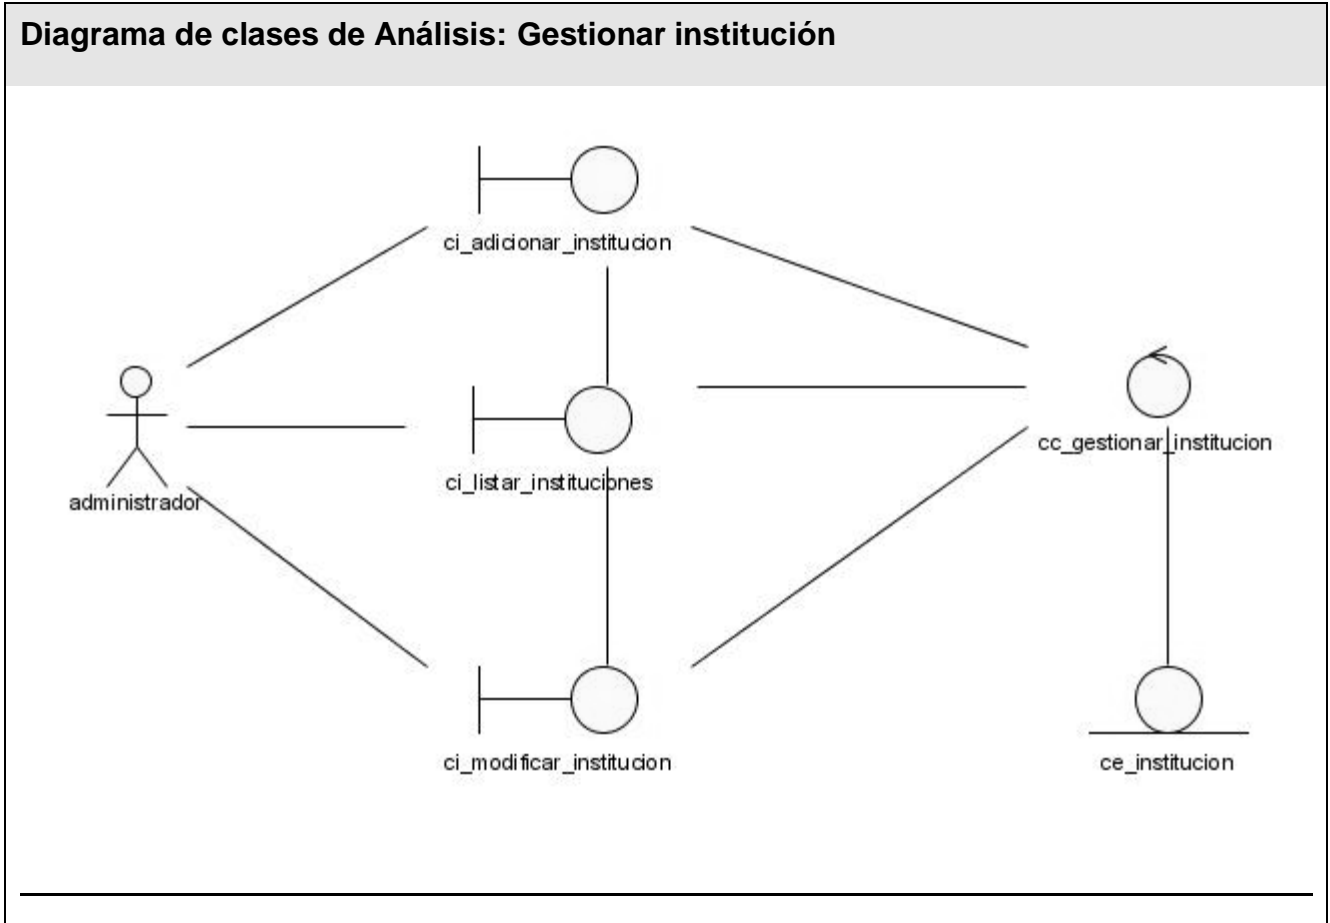 Diagrama de clases de Análisis: Gestionar institución
ci_adicionar_institucion
cc_gestionar_institucion
ci_listar_instituciones
administrador
ci_modificar_institucion
ce_institucion